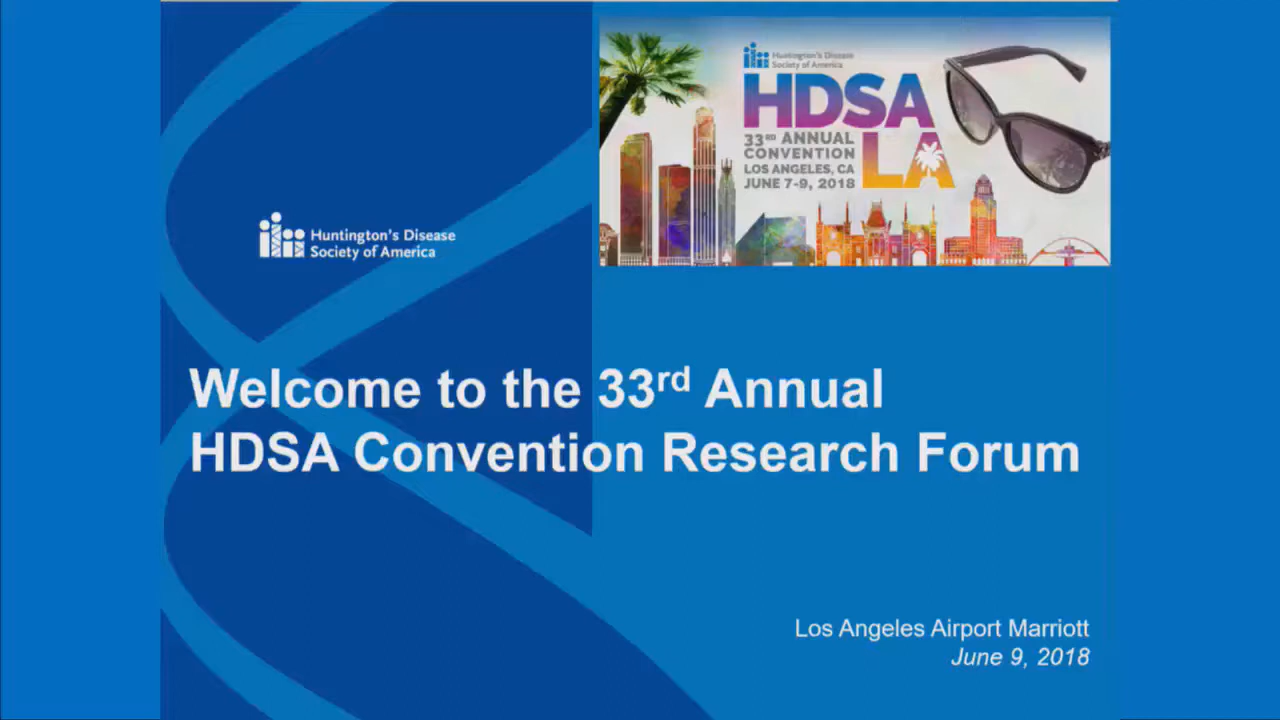 Huntington's Disease
Society of America
HDSA
LA
33RD ANNUAL
CONVENTION
LOS ANGELES, CA
JUNE 7-9, 2018
Huntington's Disease
Society of America
Welcome to the 33rd Annual
HDSA Convention Research Forum
Los Angeles Airport Marriott
June 9, 2018